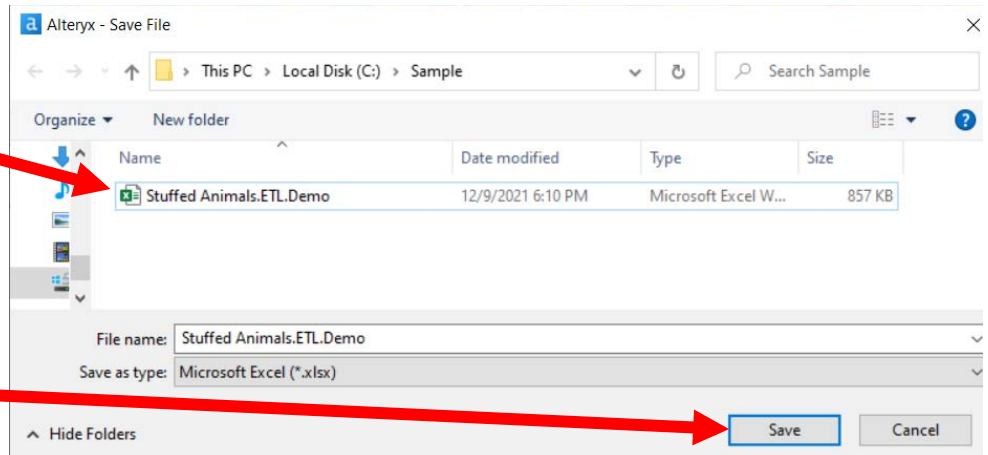 a Alteryx - Save File
This PC > Local Disk (C:) > Sample
Search Sample
Organize New folder
Name Date modified Type Size
Stuffed Animals.ETL.Demo 12/9/2021 6:10 PM Microsoft Excel W... 857 KB
File name: Stuffed Animals.ETL.Demo
Save as type: Microsoft Excel (*.xlsx)
Hide Folders Save Cancel